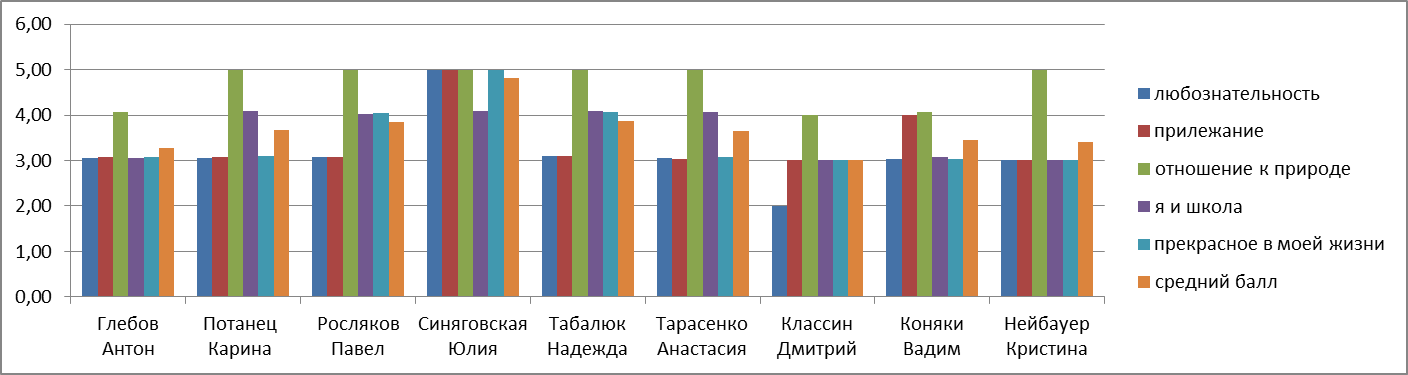 6,00
5,00
4,00
3,00
2,00
1,00
0,00
Глебов
Антон
Потанец
Карина
Росляков
Павел
Синяговская
Юлия
Табалюк
Надежда
Тарасенко
Анастасия
Классин
Дмитрий
Коняки
Вадим
Нейбауер
Кристина
любознательность
прилежание
отношение к природе
я и школа
прекрасное в моей жизни
средний балл